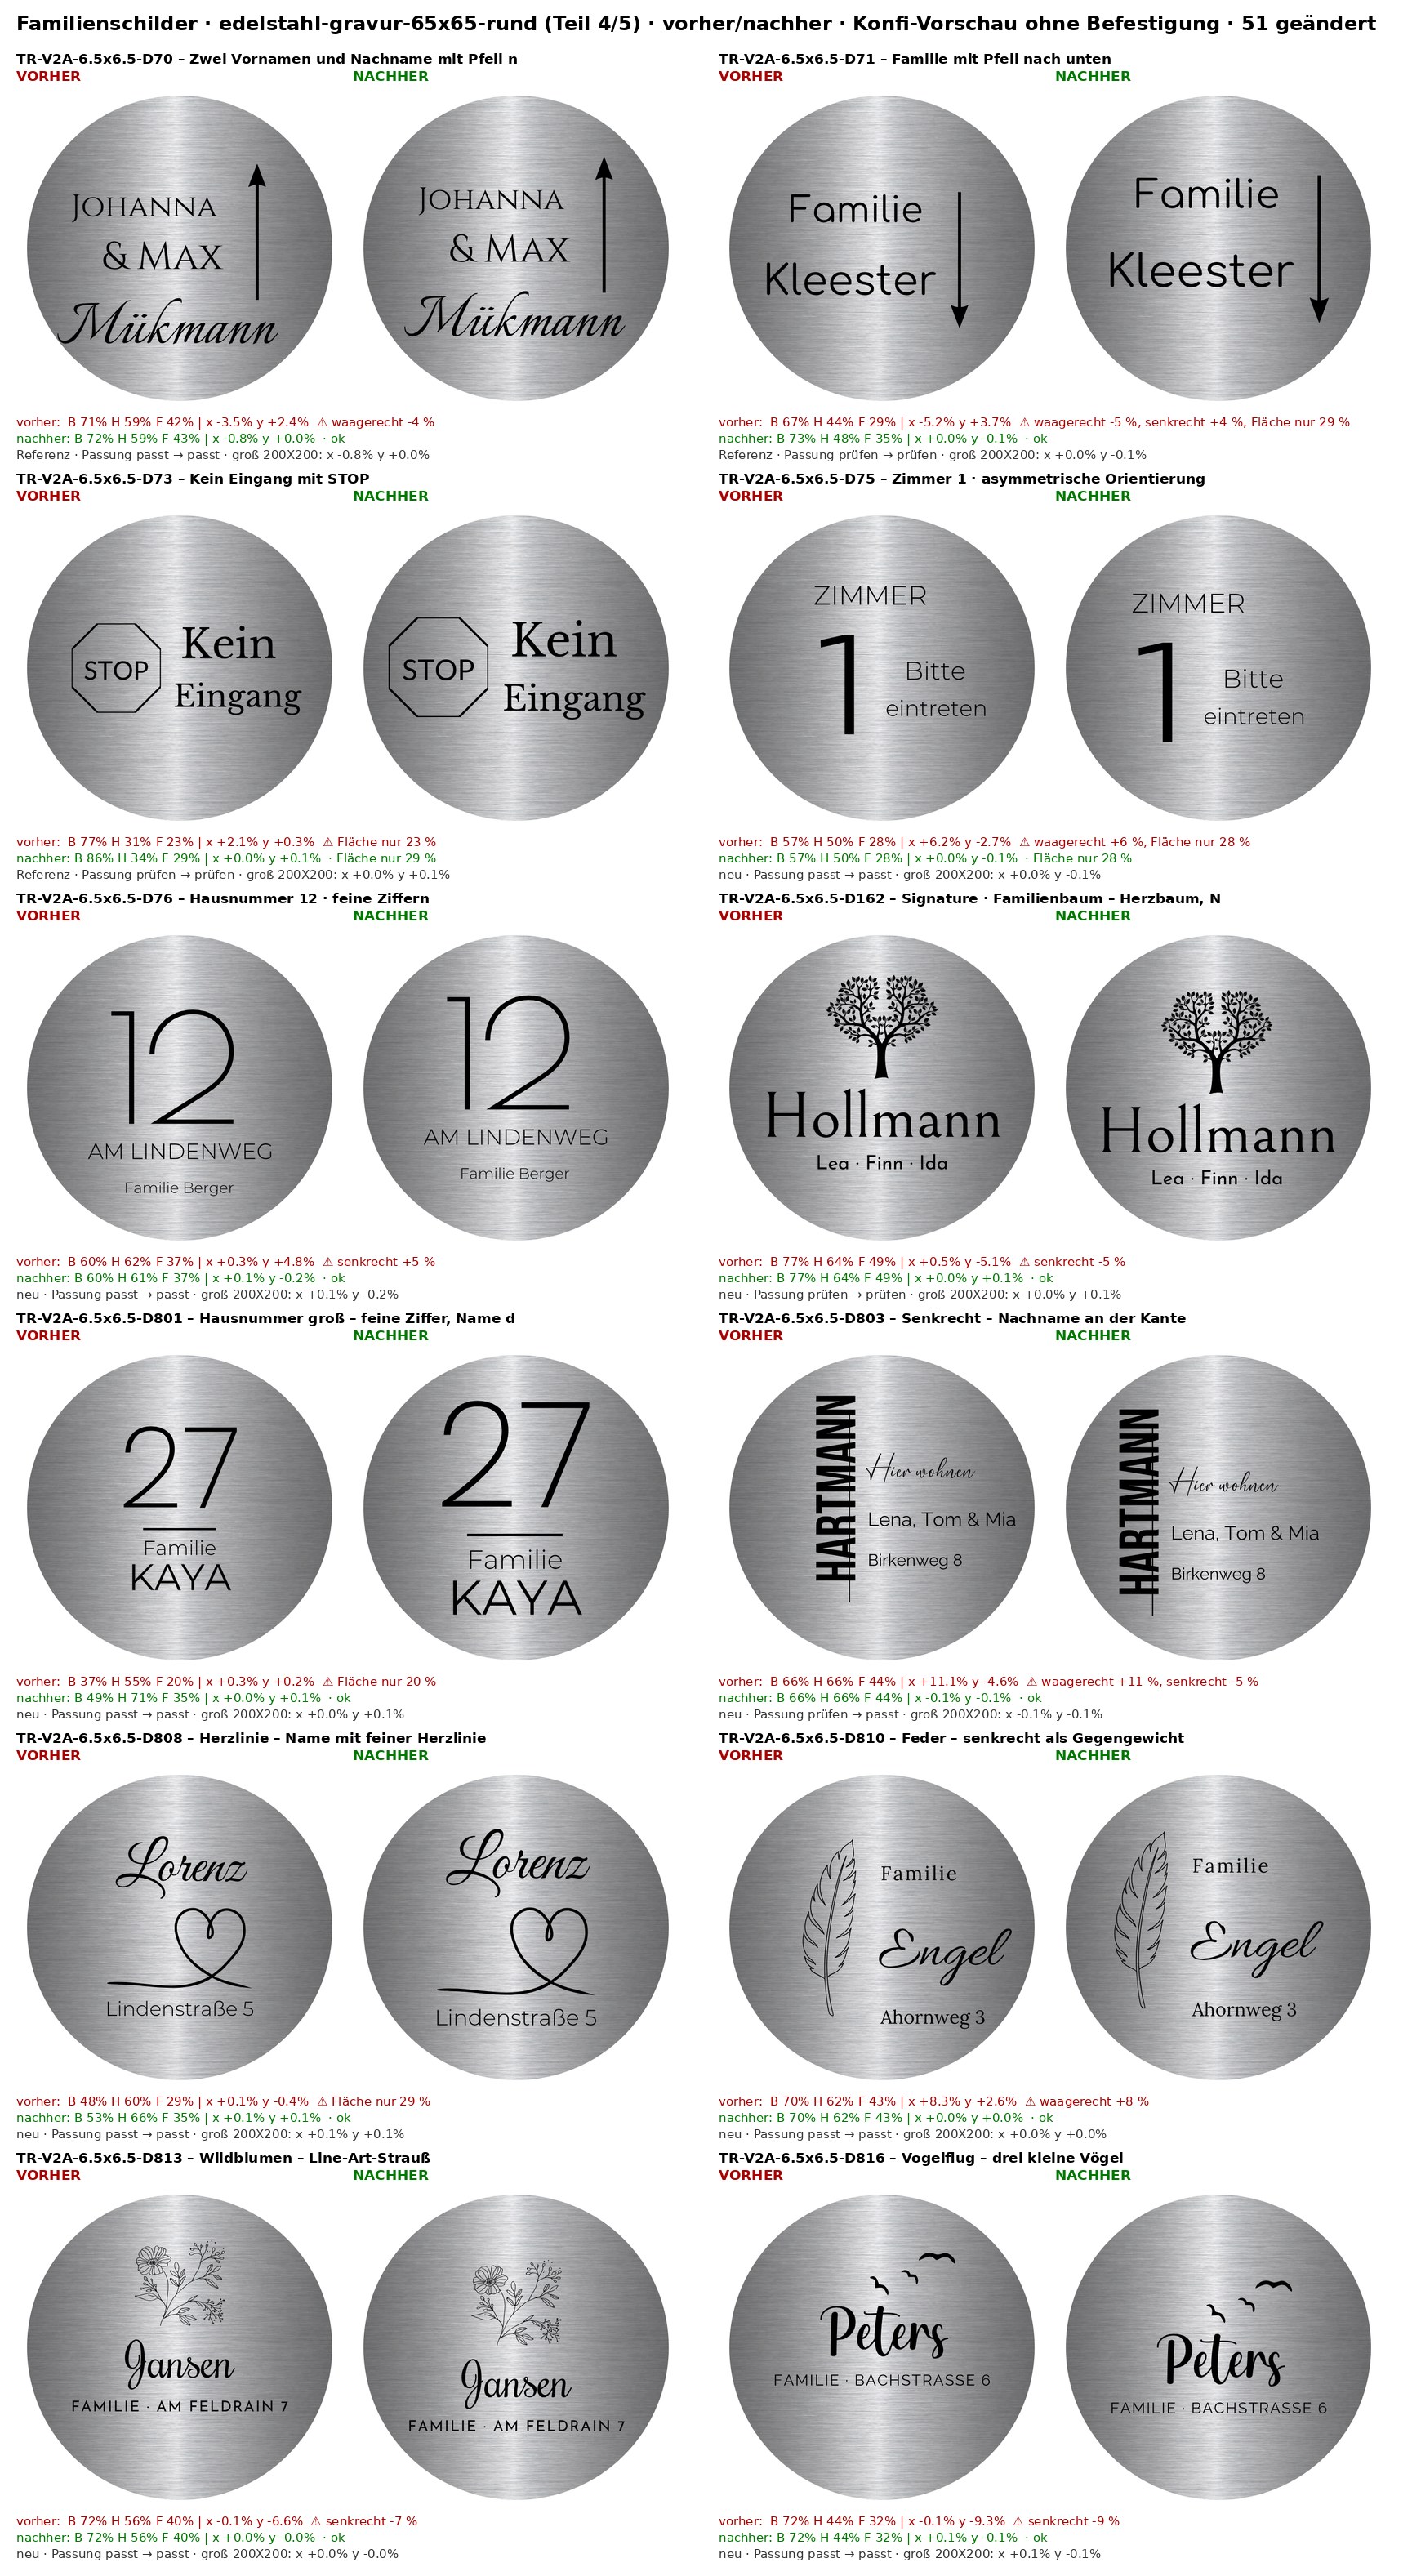 Familienschilder · edelstahl-gravur-65x65-rund (Teil 4/5) · vorher/nachher · Konfi-Vorschau ohne Befestigung · 51 geändert
TR-V2A-6.5x6.5-D70 – Zwei Vornamen und Nachname mit Pfeil n
VORHER
NACHHER
JOHANNA
& MAX
Mükmann
JOHANNA
& MAX
Mükmann
vorher: B 71% H 59% F 42% | x -3.5% y +2.4% ⚠ waagerecht -4 %
nachher: B 72% H 59% F 43% | x -0.8% y +0.0% · ok
Referenz · Passung passt → passt · groß 200X200: x -0.8% y +0.0%
TR-V2A-6.5x6.5-D71 – Familie mit Pfeil nach unten
VORHER
NACHHER
Familie
Kleester
Familie
Kleester
vorher: B 67% H 44% F 29% | x -5.2% y +3.7% ⚠ waagerecht -5 %, senkrecht +4 %, Fläche nur 29 %
nachher: B 73% H 48% F 35% | x +0.0% y -0.1% · ok
Referenz · Passung prüfen → prüfen · groß 200X200: x +0.0% y -0.1%
TR-V2A-6.5x6.5-D73 – Kein Eingang mit STOP
VORHER
NACHHER
STOP
Kein
Eingang
STOP
Kein
Eingang
vorher: B 77% H 31% F 23% | x +2.1% y +0.3% ⚠ Fläche nur 23 %
nachher: B 86% H 34% F 29% | x +0.0% y +0.1% · Fläche nur 29 %
Referenz · Passung prüfen → prüfen · groß 200X200: x +0.0% y +0.1%
TR-V2A-6.5x6.5-D75 – Zimmer 1 · asymmetrische Orientierung
VORHER
NACHHER
ZIMMER
1
Bitte
eintreten
ZIMMER
1
Bitte
eintreten
vorher: B 57% H 50% F 28% | x +6.2% y -2.7% ⚠ waagerecht +6 %, Fläche nur 28 %
nachher: B 57% H 50% F 28% | x +0.0% y -0.1% · Fläche nur 28 %
neu · Passung passt → passt · groß 200X200: x +0.0% y -0.1%
TR-V2A-6.5x6.5-D76 – Hausnummer 12 · feine Ziffern
VORHER
NACHHER
12
AM LINDENWEG
Familie Berger
12
AM LINDENWEG
Familie Berger
vorher: B 60% H 62% F 37% | x +0.3% y +4.8% ⚠ senkrecht +5 %
nachher: B 60% H 61% F 37% | x +0.1% y -0.2% · ok
neu · Passung passt → passt · groß 200X200: x +0.1% y -0.2%
TR-V2A-6.5x6.5-D162 – Signature · Familienbaum – Herzbaum, N
VORHER
NACHHER
Hollmann
Lea · Finn · Ida
Hollmann
Lea · Finn · Ida
vorher: B 77% H 64% F 49% | x +0.5% y -5.1% ⚠ senkrecht -5 %
nachher: B 77% H 64% F 49% | x +0.0% y +0.1% · ok
neu · Passung prüfen → prüfen · groß 200X200: x +0.0% y +0.1%
TR-V2A-6.5x6.5-D801 – Hausnummer groß – feine Ziffer, Name d
VORHER
NACHHER
27
Familie
KAYA
27
Familie
KAYA
vorher: B 37% H 55% F 20% | x +0.3% y +0.2% ⚠ Fläche nur 20 %
nachher: B 49% H 71% F 35% | x +0.0% y +0.1% · ok
neu · Passung passt → passt · groß 200X200: x +0.0% y +0.1%
TR-V2A-6.5x6.5-D803 – Senkrecht – Nachname an der Kante
VORHER
NACHHER
HARTMANN
Hier wohnen
Lena, Tom & Mia
Birkenweg 8
HARTMANN
Hier wohnen
Lena, Tom & Mia
Birkenweg 8
vorher: B 66% H 66% F 44% | x +11.1% y -4.6% ⚠ waagerecht +11 %, senkrecht -5 %
nachher: B 66% H 66% F 44% | x -0.1% y -0.1% · ok
neu · Passung prüfen → passt · groß 200X200: x -0.1% y -0.1%
TR-V2A-6.5x6.5-D808 – Herzlinie – Name mit feiner Herzlinie
VORHER
NACHHER
Lorenz
Lindenstraße 5
Lorenz
Lindenstraße 5
vorher: B 48% H 60% F 29% | x +0.1% y -0.4% ⚠ Fläche nur 29 %
nachher: B 53% H 66% F 35% | x +0.1% y +0.1% · ok
neu · Passung passt → passt · groß 200X200: x +0.1% y +0.1%
TR-V2A-6.5x6.5-D810 – Feder – senkrecht als Gegengewicht
VORHER
NACHHER
Familie
Engel
Ahornweg 3
Familie
Engel
Ahornweg 3
vorher: B 70% H 62% F 43% | x +8.3% y +2.6% ⚠ waagerecht +8 %
nachher: B 70% H 62% F 43% | x +0.0% y +0.0% · ok
neu · Passung passt → passt · groß 200X200: x +0.0% y +0.0%
TR-V2A-6.5x6.5-D813 – Wildblumen – Line-Art-Strauß
VORHER
NACHHER
Jansen
FAMILIE · AM FELDRAIN 7
Jansen
FAMILIE · AM FELDRAIN 7
vorher: B 72% H 56% F 40% | x -0.1% y -6.6% ⚠ senkrecht -7 %
nachher: B 72% H 56% F 40% | x +0.0% y -0.0% · ok
neu · Passung passt → passt · groß 200X200: x +0.0% y -0.0%
TR-V2A-6.5x6.5-D816 – Vogelflug – drei kleine Vögel
VORHER
NACHHER
Peters
FAMILIE · BACHSTRASSE 6
Peters
FAMILIE · BACHSTRASSE 6
vorher: B 72% H 44% F 32% | x -0.1% y -9.3% ⚠ senkrecht -9 %
nachher: B 72% H 44% F 32% | x +0.1% y -0.1% · ok
neu · Passung passt → passt · groß 200X200: x +0.1% y -0.1%